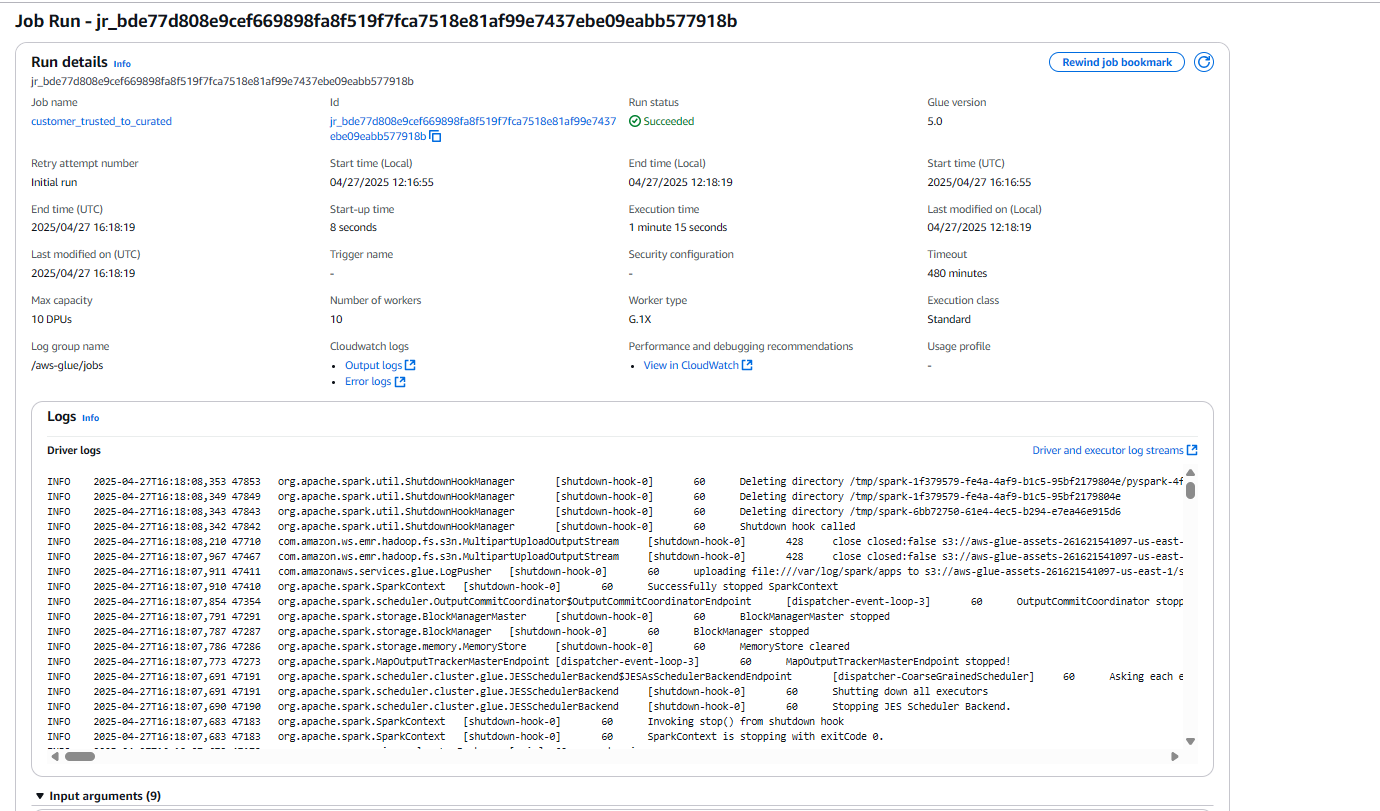 Job Run - jr_bde77d808e9cef669898fa8f519f7fca7518e81af99e7437ebe09eabb577918b
Run details Info
Rewind job bookmark
jr_bde77d808e9cef669898fa8f519f7fca7518e81af99e7437ebe09eabb577918b
Job name
customer_trusted_to_curated
Id
jr_bde77d808e9cef669898fa8f519f7fca7518e81af99e7437
ebe09eabb577918b
Run status
Succeeded
Glue version
5.0
Retry attempt number
Initial run
Start time (Local)
04/27/2025 12:16:55
End time (Local)
04/27/2025 12:18:19
Start time (UTC)
2025/04/27 16:16:55
End time (UTC)
2025/04/27 16:18:19
Start-up time
8 seconds
Execution time
1 minute 15 seconds
Last modified on (Local)
04/27/2025 12:18:19
Last modified on (UTC)
2025/04/27 16:18:19
Trigger name
-
Security configuration
-
Timeout
480 minutes
Max capacity
10 DPUs
Number of workers
10
Worker type
G.1X
Execution class
Standard
Log group name
/aws-glue/jobs
Cloudwatch logs
• Output logs
• Error logs
Performance and debugging recommendations
• View in CloudWatch
Usage profile
-
Logs Info
Driver logs
Driver and executor log streams
INFO 2025-04-27T16:18:08,353 47853 org.apache.spark.util.ShutdownHookManager [shutdown-hook-0] 60 Deleting directory /tmp/spark-1f379579-fe4a-4af9-b1c5-95bf2179804e/pyspark-4f
INFO 2025-04-27T16:18:08,349 47849 org.apache.spark.util.ShutdownHookManager [shutdown-hook-0] 60 Deleting directory /tmp/spark-1f379579-fe4a-4af9-b1c5-95bf2179804e
INFO 2025-04-27T16:18:08,343 47843 org.apache.spark.util.ShutdownHookManager [shutdown-hook-0] 60 Deleting directory /tmp/spark-6bb72750-61e4-4ec5-b294-e7ea46e915d6
INFO 2025-04-27T16:18:08,342 47842 org.apache.spark.util.ShutdownHookManager [shutdown-hook-0] 60 Shutdown hook called
INFO 2025-04-27T16:18:08,210 47710 com.amazon.ws.emr.hadoop.fs.s3n.MultipartUploadOutputStream [shutdown-hook-0] 428 close closed:false s3://aws-glue-assets-261621541097-us-east-
INFO 2025-04-27T16:18:07,967 47467 com.amazon.ws.emr.hadoop.fs.s3n.MultipartUploadOutputStream [shutdown-hook-0] 428 close closed:false s3://aws-glue-assets-261621541097-us-east-
INFO 2025-04-27T16:18:07,911 47411 com.amazonaws.services.glue.LogPusher [shutdown-hook-0] 60 uploading file:///var/log/spark/apps to s3://aws-glue-assets-261621541097-us-east-1/s
INFO 2025-04-27T16:18:07,910 47410 org.apache.spark.SparkContext [shutdown-hook-0] 60 Successfully stopped SparkContext
INFO 2025-04-27T16:18:07,854 47354 org.apache.spark.scheduler.OutputCommitCoordinator$OutputCommitCoordinatorEndpoint [dispatcher-event-loop-3] 60 OutputCommitCoordinator stopp
INFO 2025-04-27T16:18:07,791 47291 org.apache.spark.storage.BlockManagerMaster [shutdown-hook-0] 60 BlockManagerMaster stopped
INFO 2025-04-27T16:18:07,787 47287 org.apache.spark.storage.BlockManager [shutdown-hook-0] 60 BlockManager stopped
INFO 2025-04-27T16:18:07,786 47286 org.apache.spark.storage.memory.MemoryStore [shutdown-hook-0] 60 MemoryStore cleared
INFO 2025-04-27T16:18:07,773 47273 org.apache.spark.MapOutputTrackerMasterEndpoint [dispatcher-event-loop-3] 60 MapOutputTrackerMasterEndpoint stopped!
INFO 2025-04-27T16:18:07,691 47191 org.apache.spark.scheduler.cluster.glue.JESSchedulerBackend$JESAsSchedulerBackendEndpoint [dispatcher-CoarseGrainedScheduler] 60 Asking each e
INFO 2025-04-27T16:18:07,691 47191 org.apache.spark.scheduler.cluster.glue.JESSchedulerBackend [shutdown-hook-0] 60 Shutting down all executors
INFO 2025-04-27T16:18:07,690 47190 org.apache.spark.scheduler.cluster.glue.JESSchedulerBackend [shutdown-hook-0] 60 Stopping JES Scheduler Backend.
INFO 2025-04-27T16:18:07,683 47183 org.apache.spark.SparkContext [shutdown-hook-0] 60 Invoking stop() from shutdown hook
INFO 2025-04-27T16:18:07,683 47183 org.apache.spark.SparkContext [shutdown-hook-0] 60 SparkContext is stopping with exitCode 0.
Input arguments (9)